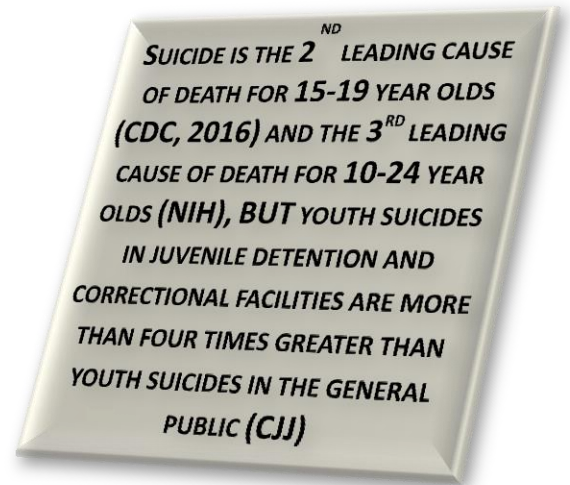 SUICIDE IS THE 2ND LEADING CAUSE
OF DEATH FOR 15-19 YEAR OLDS
(CDC, 2016) AND THE 3RD LEADING
CAUSE OF DEATH FOR 10-24 YEAR
OLDS (NIH), BUT YOUTH SUICIDES
IN JUVENILE DETENTION AND
CORRECTIONAL FACILITIES ARE MORE
THAN FOUR TIMES GREATER THAN
YOUTH SUICIDES IN THE GENERAL
PUBLIC (CJJ)